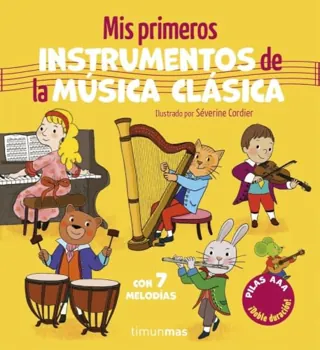 Mis primeros
INSTRUMENTOS de
la MÚSICA CLÁSICA
Ilustrado por Séverine Cordier
CON 7
MELODÍAS
PILAS AAA
¡Doble duración!
timunmas